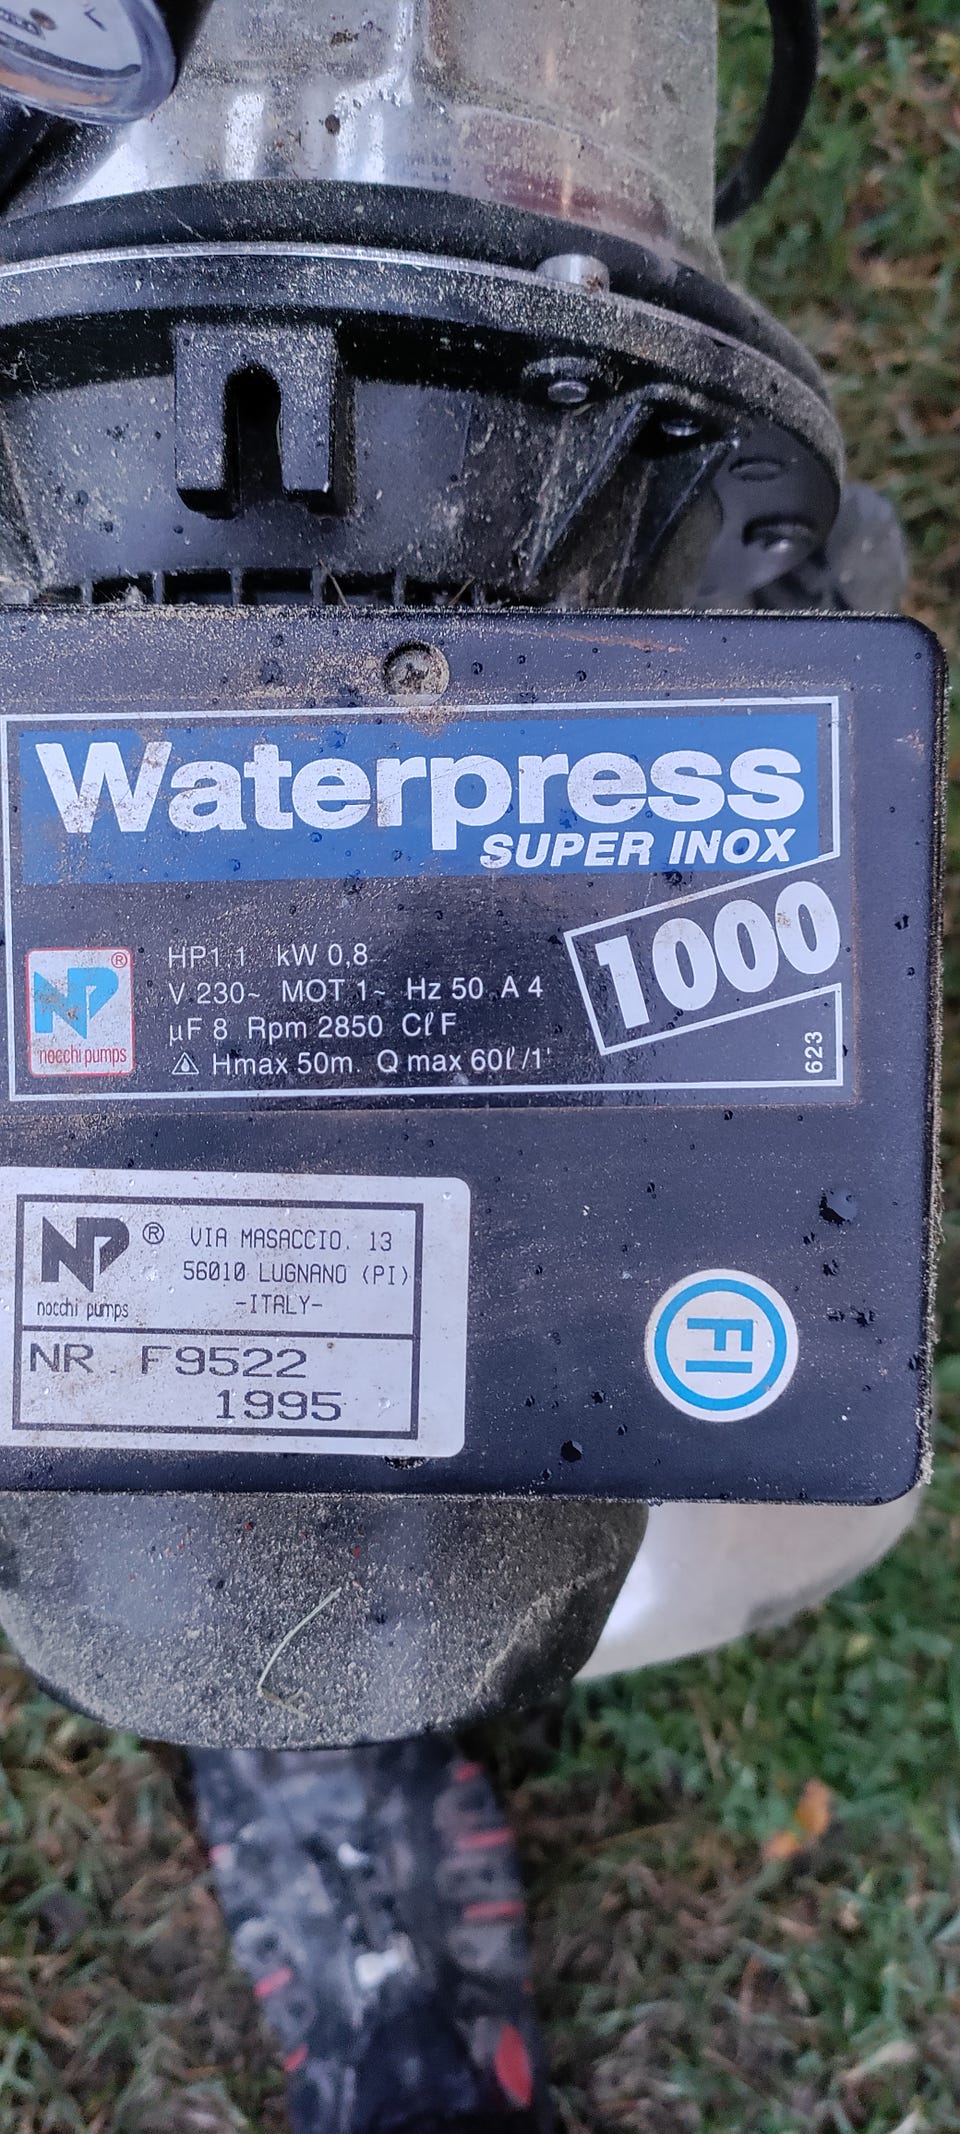 Waterpress
SUPER INOX
1000
HP1,1 kW 0,8
V 230~ MOT 1~ Hz 50 A 4
µF 8 Rpm 2850 Cℓ F
Hmax 50m. Q max 60ℓ/1'
623
NP ®
nocchi pumps
NP ® VIA MASACCIO, 13
56010 LUGNANO (PI)
nocchi pumps -ITALY-
NR. F9522
1995
FI